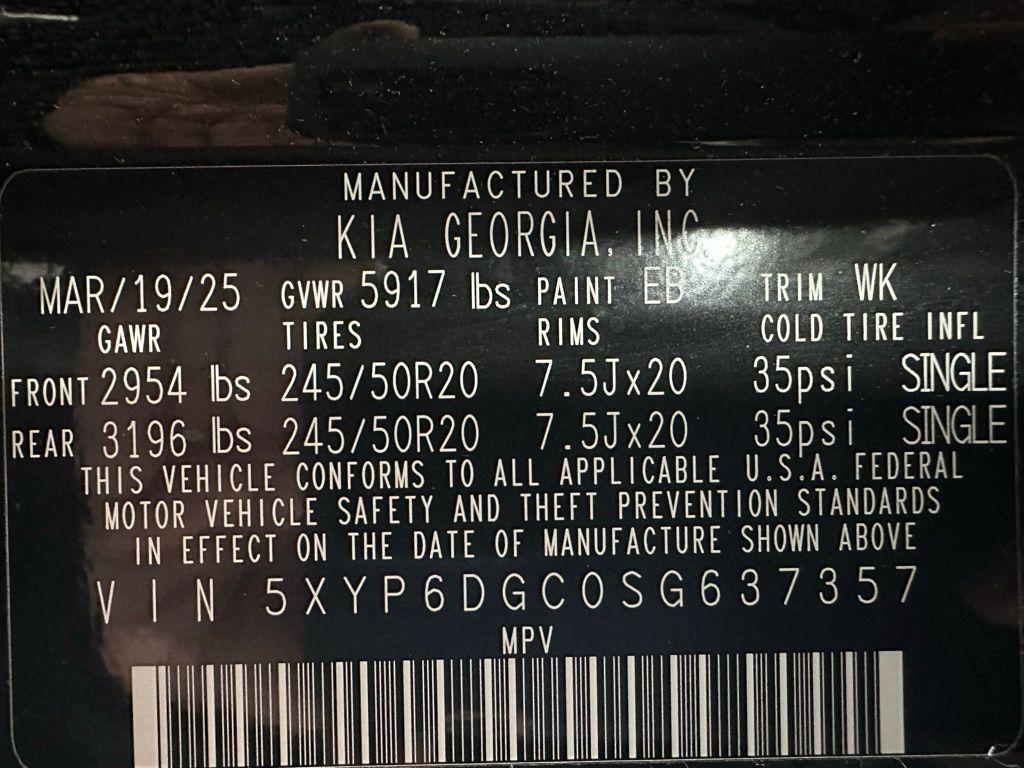 MANUFACTURED BY
KIA GEORGIA, INC.
MAR/19/25 GVWR 5917 lbs PAINT EB TRIM WK
GAWR TIRES RIMS COLD TIRE INFL
FRONT 2954 lbs 245/50R20 7.5Jx20 35psi SINGLE
REAR 3196 lbs 245/50R20 7.5Jx20 35psi SINGLE
THIS VEHICLE CONFORMS TO ALL APPLICABLE U.S.A. FEDERAL
MOTOR VEHICLE SAFETY AND THEFT PREVENTION STANDARDS
IN EFFECT ON THE DATE OF MANUFACTURE SHOWN ABOVE
VIN 5XYP6DGC0SG637357
MPV